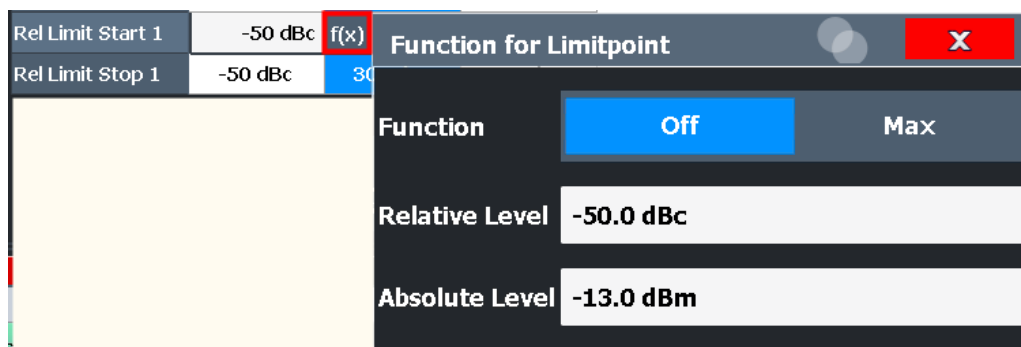 Rel Limit Start 1 -50 dBc f(x)
Function for Limitpoint X
Rel Limit Stop 1 -50 dBc 30
Function Off Max
Relative Level -50.0 dBc
Absolute Level -13.0 dBm